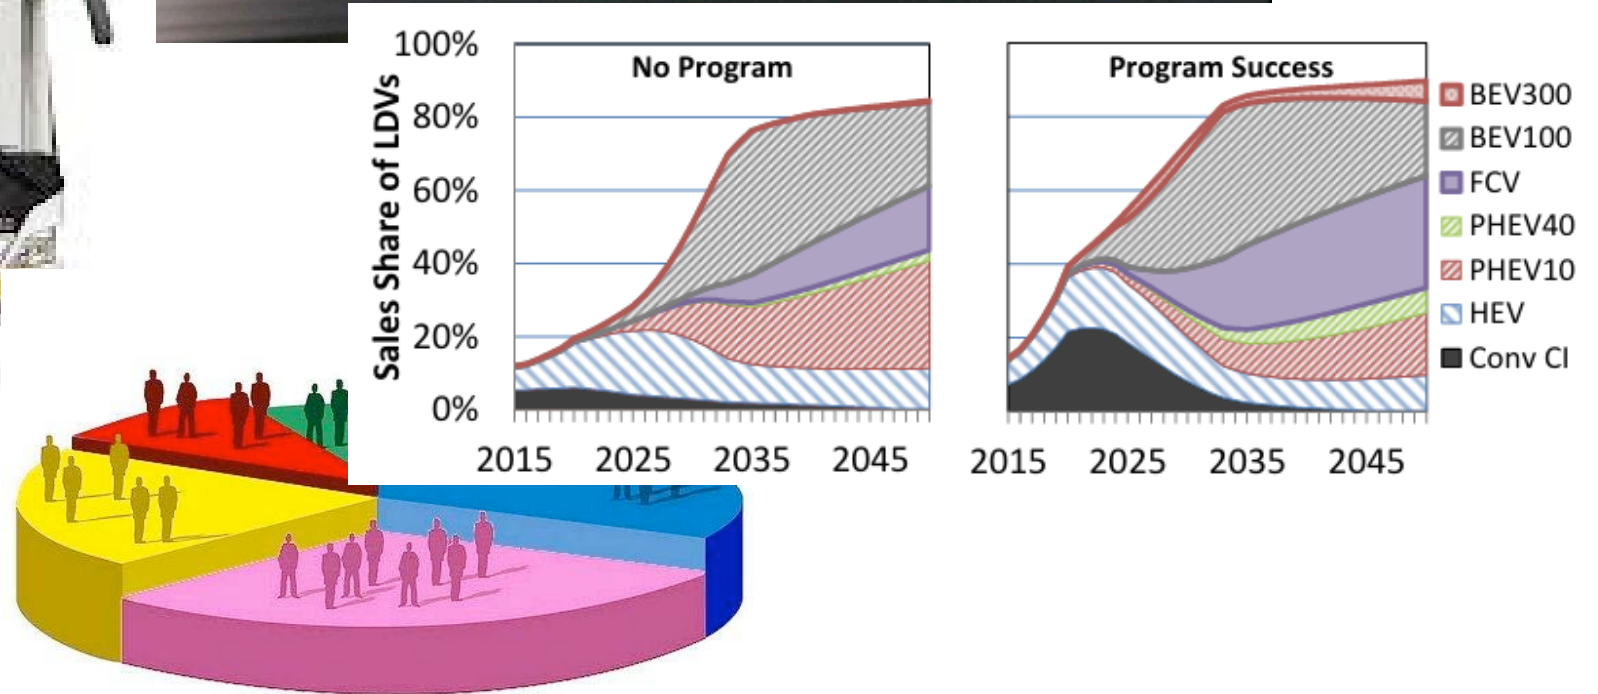 No Program
Program Success
Sales Share of LDVs
100%
80%
60%
40%
20%
0%
2015 2025 2035 2045
2015 2025 2035 2045
BEV300
BEV100
FCV
PHEV40
PHEV10
HEV
Conv CI